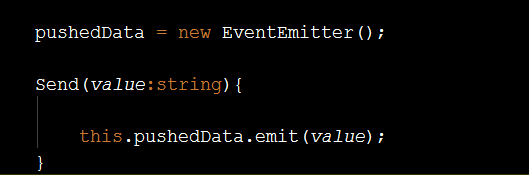 pushedData = new EventEmitter();
Send(value:string){
this.pushedData.emit(value);
}